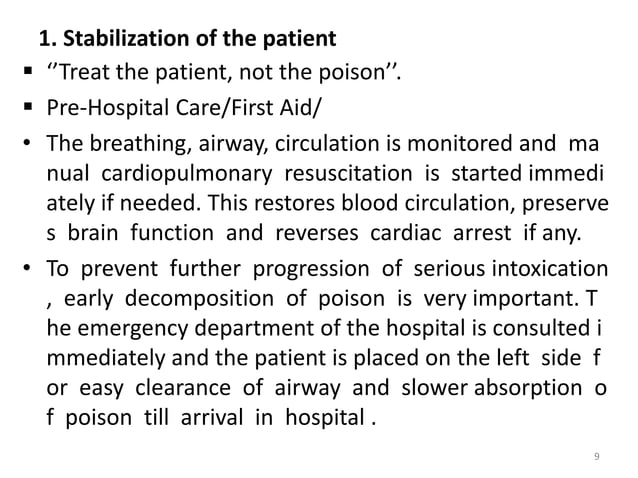 1. Stabilization of the patient
▪ ‘’Treat the patient, not the poison’’.
▪ Pre-Hospital Care/First Aid/
• The breathing, airway, circulation is monitored and ma
nual cardiopulmonary resuscitation is started immedi
ately if needed. This restores blood circulation, preserve
s brain function and reverses cardiac arrest if any.
• To prevent further progression of serious intoxication
, early decomposition of poison is very important. T
he emergency department of the hospital is consulted i
mmediately and the patient is placed on the left side f
or easy clearance of airway and slower absorption o
f poison till arrival in hospital .
9